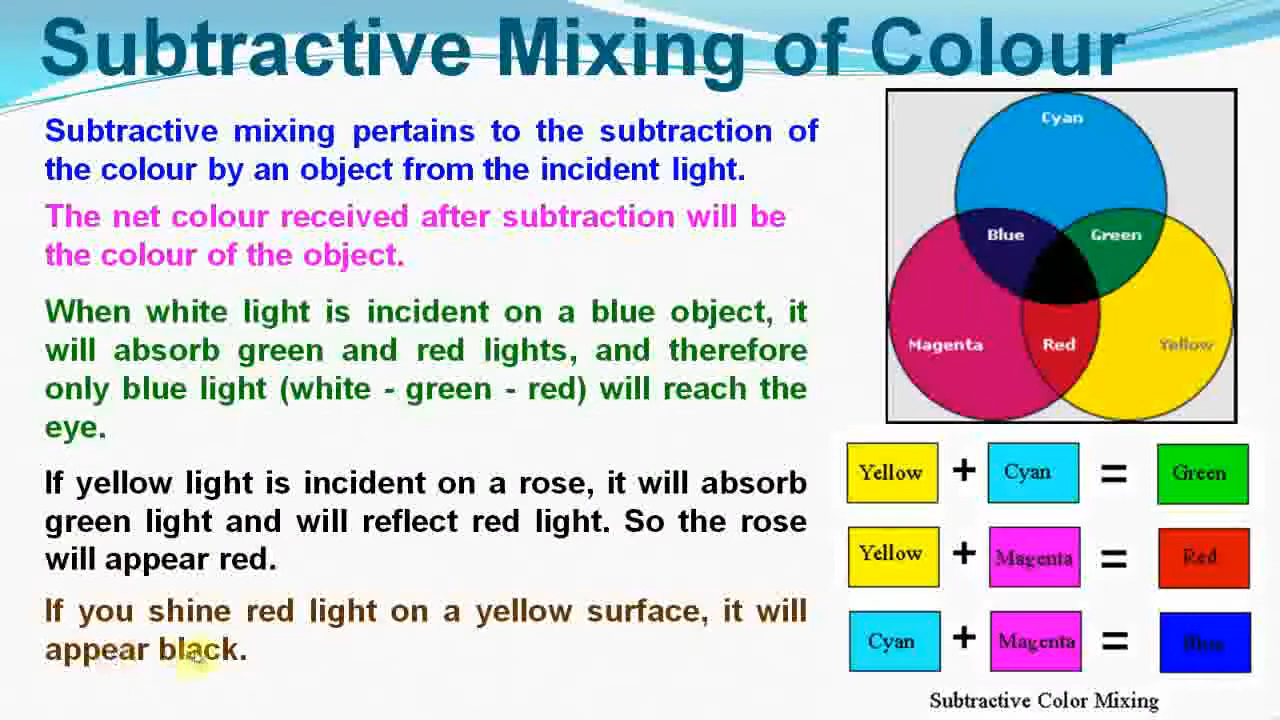 Subtractive Mixing of Colour
Subtractive mixing pertains to the subtraction of
the colour by an object from the incident light.
The net colour received after subtraction will be
the colour of the object.
When white light is incident on a blue object, it
will absorb green and red lights, and therefore
only blue light (white - green - red) will reach the
eye.
If yellow light is incident on a rose, it will absorb
green light and will reflect red light. So the rose
will appear red.
If you shine red light on a yellow surface, it will
appear black.
Cyan
Blue
Green
Magenta
Red
Yellow
Yellow + Cyan = Green
Yellow + Magenta = Red
Cyan + Magenta = Blue
Subtractive Color Mixing